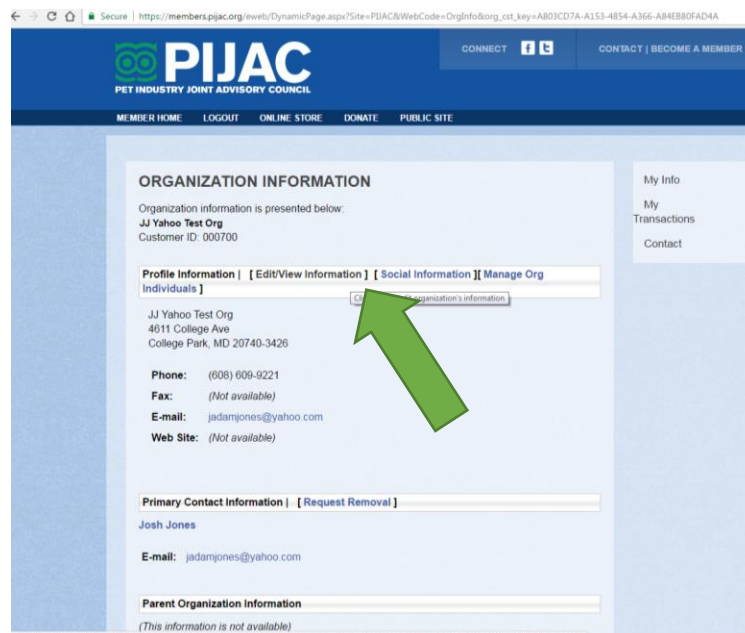 Secure | https://members.pijac.org/eweb/DynamicPage.aspx?Site=PIJAC&WebCode=OrgInfo&org_cst_key=A803CD7A-A153-4854-A366-A84EB80FAD4A
PIJAC
PET INDUSTRY JOINT ADVISORY COUNCIL
CONNECT
CONTACT | BECOME A MEMBER
MEMBER HOME LOGOUT ONLINE STORE DONATE PUBLIC SITE
ORGANIZATION INFORMATION
Organization information is presented below:
JJ Yahoo Test Org
Customer ID: 000700
My Info
My
Transactions
Contact
Profile Information | [ Edit/View Information ] [ Social Information ][ Manage Org
Individuals ]
organization's information
JJ Yahoo Test Org
4611 College Ave
College Park, MD 20740-3426
Phone: (608) 609-9221
Fax: (Not available)
E-mail: jadamjones@yahoo.com
Web Site: (Not available)
Primary Contact Information | [ Request Removal ]
Josh Jones
E-mail: jadamjones@yahoo.com
Parent Organization Information
(This information is not available)